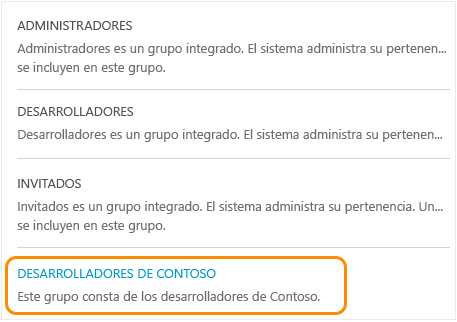 ADMINISTRADORES
Administradores es un grupo integrado. El sistema administra su pertenen...
se incluyen en este grupo.
DESARROLLADORES
Desarrolladores es un grupo integrado. El sistema administra su pertenen...
INVITADOS
Invitados es un grupo integrado. El sistema administra su pertenencia. Un...
se incluyen en este grupo.
DESARROLLADORES DE CONTOSO
Este grupo consta de los desarrolladores de Contoso.